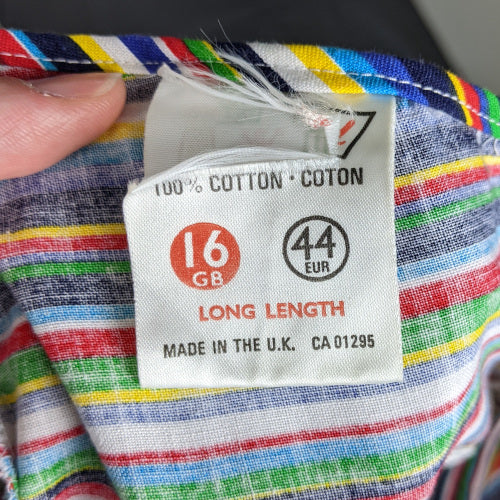 100% COTTON · COTON
16 GB
44 EUR
LONG LENGTH
MADE IN THE U.K. CA 01295